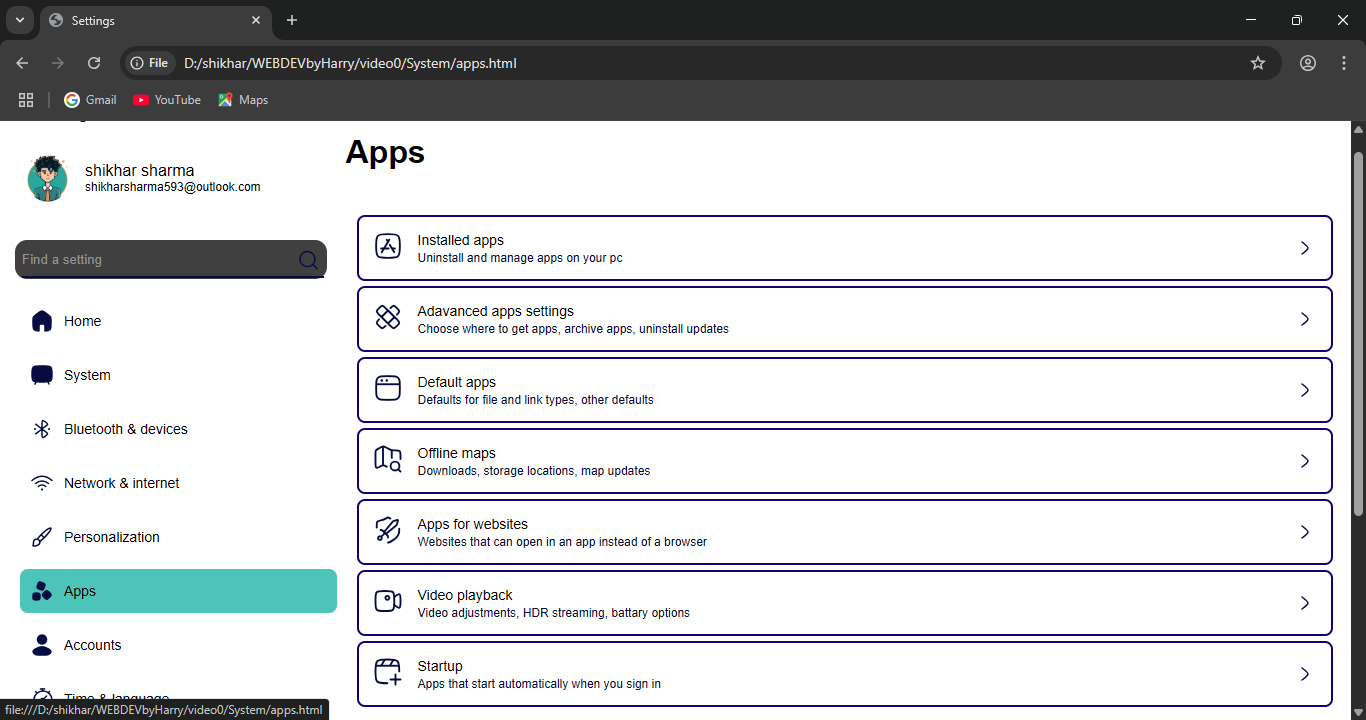 Settings
File
D:/shikhar/WEBDEVbyHarry/video0/System/apps.html
Gmail
YouTube
Maps
shikhar sharma
shikharsharma593@outlook.com
Find a setting
Home
System
Bluetooth & devices
Network & internet
Personalization
Apps
Accounts
Time & language
Apps
Installed apps
Uninstall and manage apps on your pc
Adavanced apps settings
Choose where to get apps, archive apps, uninstall updates
Default apps
Defaults for file and link types, other defaults
Offline maps
Downloads, storage locations, map updates
Apps for websites
Websites that can open in an app instead of a browser
Video playback
Video adjustments, HDR streaming, battary options
Startup
Apps that start automatically when you sign in
file:///D:/shikhar/WEBDEVbyHarry/video0/System/apps.html